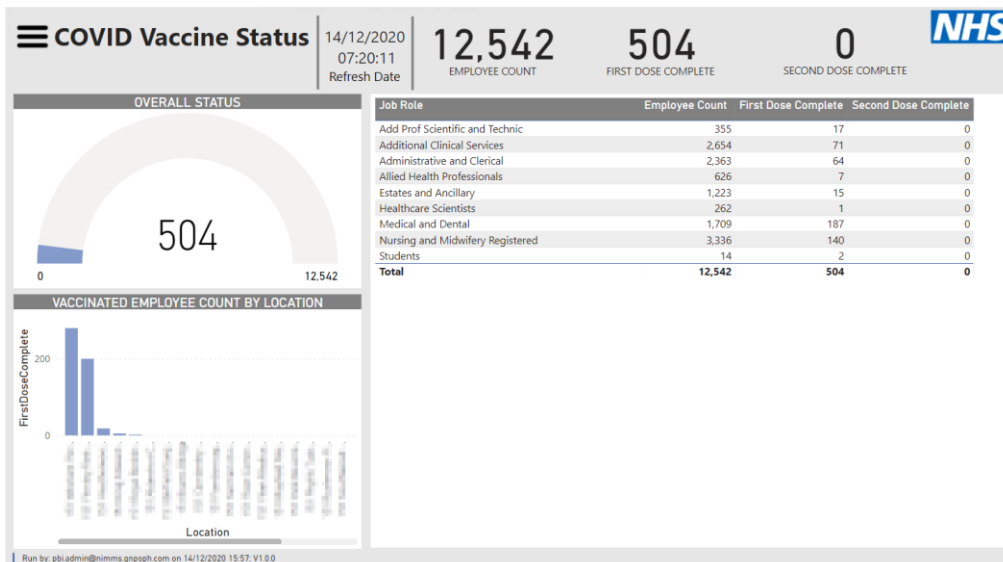 COVID Vaccine Status
14/12/2020
07:20:11
Refresh Date
12,542
EMPLOYEE COUNT
504
FIRST DOSE COMPLETE
0
SECOND DOSE COMPLETE
NHS
OVERALL STATUS
504
0
12,542
VACCINATED EMPLOYEE COUNT BY LOCATION
FirstDoseComplete
200
0
Location
Job Role Employee Count First Dose Complete Second Dose Complete
Add Prof Scientific and Technic 355 17 0
Additional Clinical Services 2,654 71 0
Administrative and Clerical 2,363 64 0
Allied Health Professionals 626 7 0
Estates and Ancillary 1,223 15 0
Healthcare Scientists 262 1 0
Medical and Dental 1,709 187 0
Nursing and Midwifery Registered 3,336 140 0
Students 14 2 0
Total 12,542 504 0
Run by: pbi.admin@nimms.gnpoph.com on 14/12/2020 15:57; V1.0.0